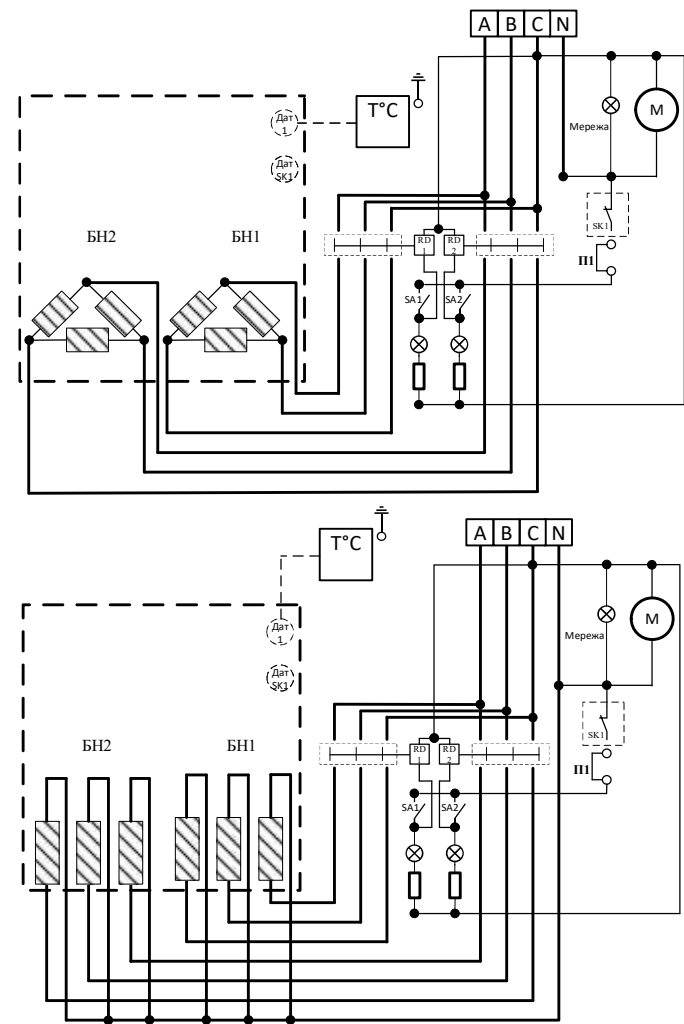 A B C N
T°C
Дат
1
М
Мережа
Дат
SK1
SK1
БН2 БН1
RD
1
RD
2
П1
SA1 SA2
A B C N
T°C
Дат
1
М
Мережа
Дат
SK1
SK1
БН2 БН1
RD
1
RD
2
П1
SA1 SA2